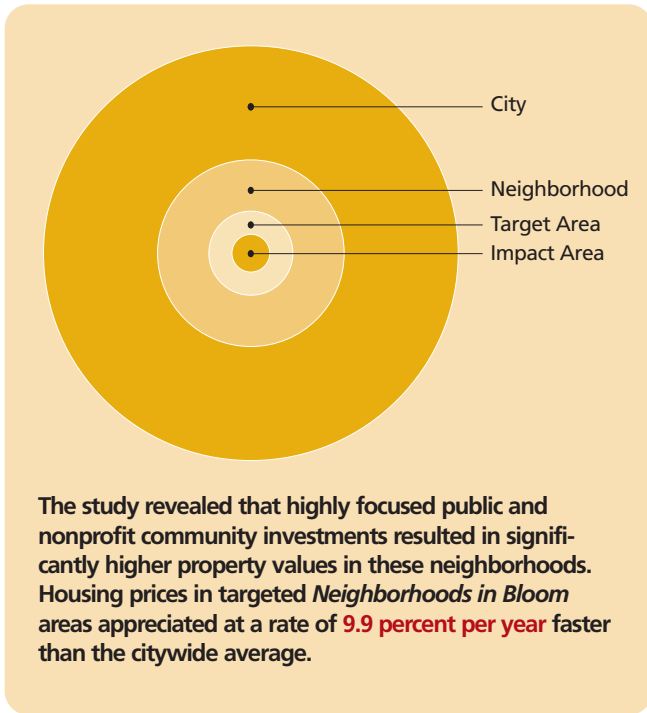 City
Neighborhood
Target Area
Impact Area
The study revealed that highly focused public and
nonprofit community investments resulted in signifi-
cantly higher property values in these neighborhoods.
Housing prices in targeted Neighborhoods in Bloom
areas appreciated at a rate of 9.9 percent per year faster
than the citywide average.